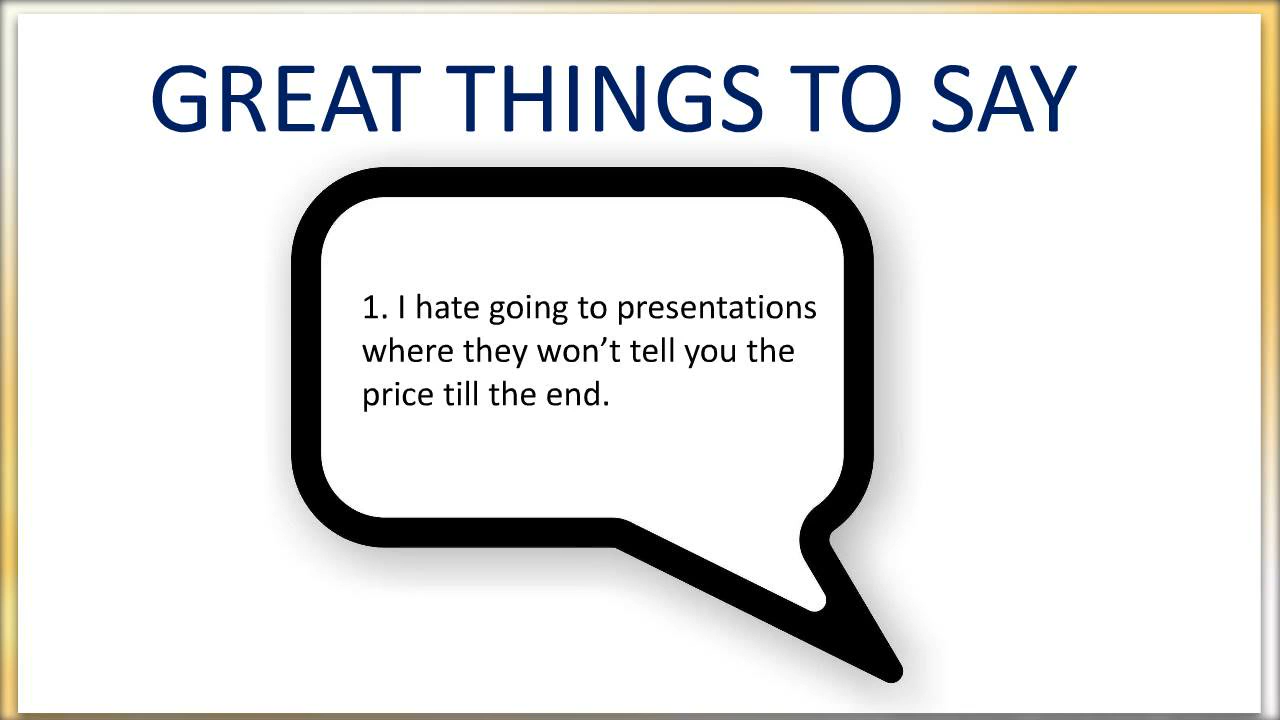 GREAT THINGS TO SAY
1. I hate going to presentations
where they won’t tell you the
price till the end.